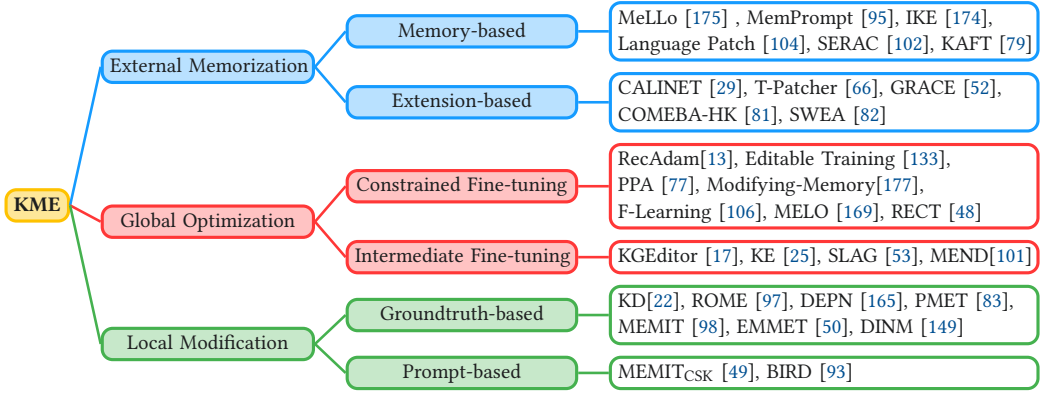 KME
External Memorization
Memory-based
MeLLo [175] , MemPrompt [95], IKE [174],
Language Patch [104], SERAC [102], KAFT [79]
Extension-based
CALINET [29], T-Patcher [66], GRACE [52],
COMEBA-HK [81], SWEA [82]
Global Optimization
Constrained Fine-tuning
RecAdam[13], Editable Training [133],
PPA [77], Modifying-Memory[177],
F-Learning [106], MELO [169], RECT [48]
Intermediate Fine-tuning
KGEditor [17], KE [25], SLAG [53], MEND[101]
Local Modification
Groundtruth-based
KD[22], ROME [97], DEPN [165], PMET [83],
MEMIT [98], EMMET [50], DINM [149]
Prompt-based
MEMITCSK [49], BIRD [93]